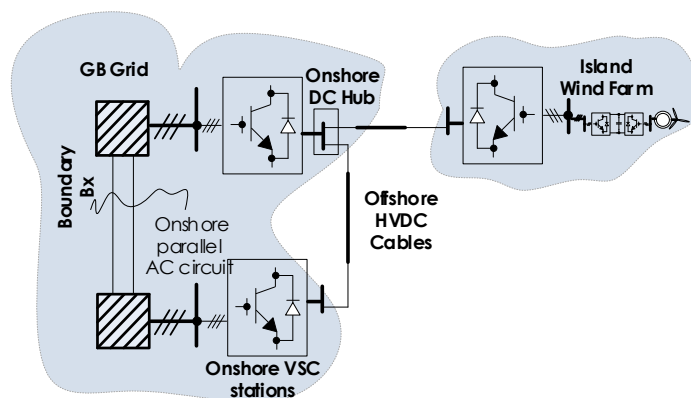 GB Grid
Onshore
DC Hub
Island
Wind Farm
Boundary
Bx
Onshore
parallel
AC circuit
Offshore
HVDC
Cables
Onshore VSC
stations